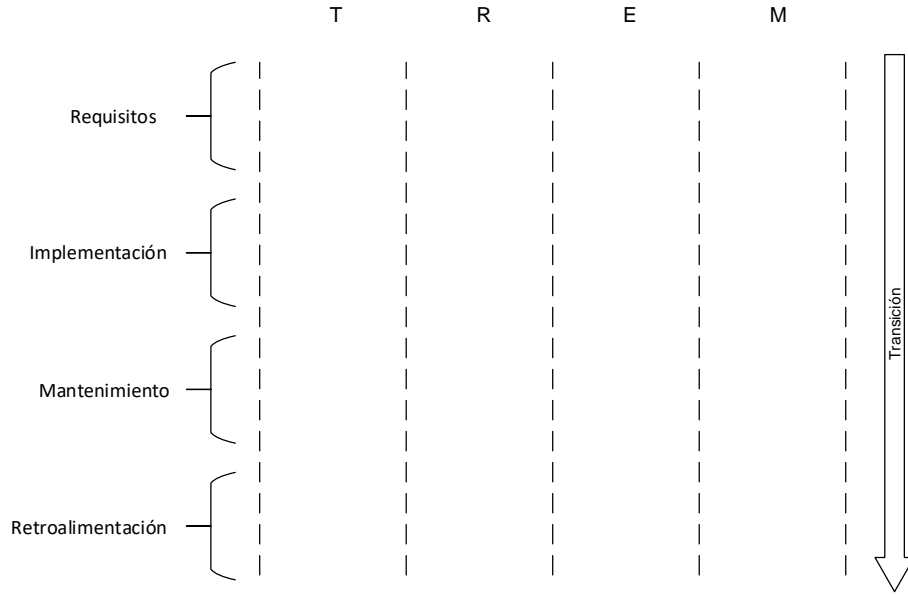 T R E M
Requisitos
Implementación
Mantenimiento
Retroalimentación
Transición